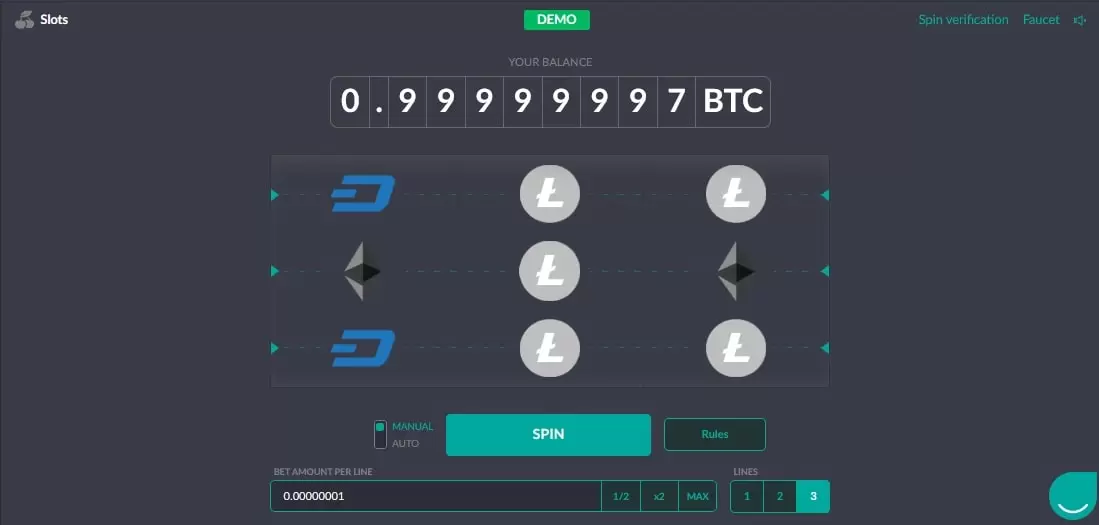 Slots DEMO Spin verification Faucet
YOUR BALANCE
0.99999997 BTC
Ł Ł
Ł
Ł Ł
MANUAL
AUTO
SPIN
Rules
BET AMOUNT PER LINE LINES
0.00000001 1/2 x2 MAX 1 2 3